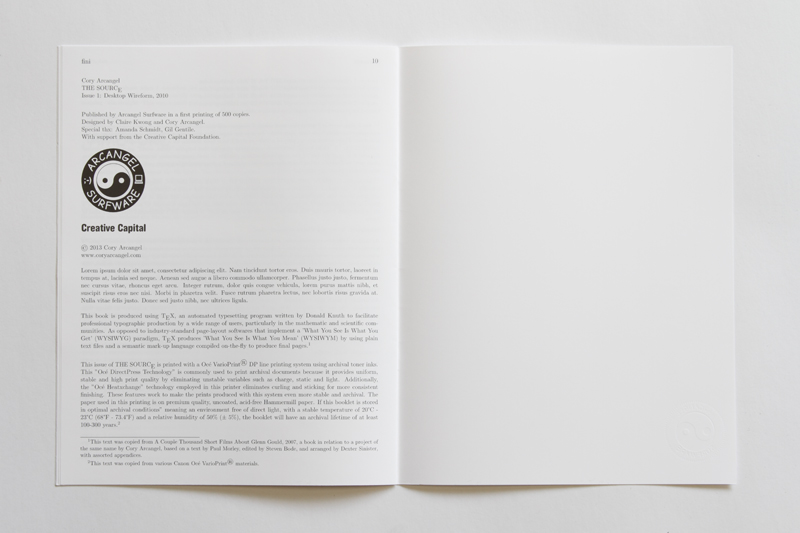 fini 10
Cory Arcangel
THE SOURCE
Issue 1: Desktop Wireform, 2010
Published by Arcangel Surfware in a first printing of 500 copies.
Designed by Claire Kwong and Cory Arcangel.
Special thx: Amanda Schmidt, Gil Gentile.
With support from the Creative Capital Foundation.
ARCANGEL
:-)
SURFWARE
Creative Capital
© 2013 Cory Arcangel
www.coryarcangel.com
Lorem ipsum dolor sit amet, consectetur adipiscing elit. Nam tincidunt tortor eros. Duis mauris tortor, laoreet in
tempus at, lacinia sed neque. Aenean sed augue a libero commodo ullamcorper. Phasellus justo justo, fermentum
nec cursus vitae, rhoncus eget arcu. Integer rutrum, dolor quis congue vehicula, lorem purus mattis nibh, et
suscipit eros eros nec nisi. Morbi in pharetra velit. Fusce rutrum pharetra lectus, nec lobortis risus gravida at.
Nulla vitae felis justo. Donec sed justo nibh, nec ultrices ligula.
This book is produced using TEX, an automated typesetting program written by Donald Knuth to facilitate
professional typographic production by a wide range of users, particularly in the mathematic and scientific com-
munities. As opposed to industry-standard page-layout softwares that implement a 'What You See Is What You
Get' (WYSIWYG) paradigm, TEX produces 'What You See Is What You Mean' (WYSIWYM) by using plain
text files and a semantic mark-up language compiled on-the-fly to produce final pages.1
This issue of THE SOURCE is printed with a Océ VarioPrint® DP line printing system using archival toner inks.
This "Océ DirectPress Technology" is commonly used to print archival documents because it provides uniform,
stable and high print quality by eliminating unstable variables such as charge, static and light. Additionally,
the "Océ Heatxchange" technology employed in this printer eliminates curling and sticking for more consistent
finishing. These features work to make the prints produced with this system even more stable and archival. The
paper used in this printing is on premium quality, uncoated, acid-free Hammermill paper. If this booklet is stored
in optimal archival conditions" meaning an environment free of direct light, with a stable temperature of 20°C -
23°C (68°F - 73.4°F) and a relative humidity of 50% (± 5%), the booklet will have an archival lifetime of at least
100-300 years.2
1This text was copied from A Couple Thousand Short Films About Glenn Gould, 2007, a book in relation to a project of
the same name by Cory Arcangel, based on a text by Paul Morley, edited by Steven Bode, and arranged by Dexter Sinister,
with assorted appendices.
2This text was copied from various Canon Océ VarioPrint® materials.